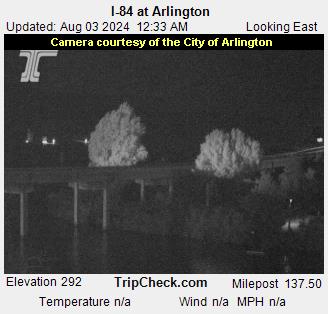 I-84 at Arlington
Updated: Aug 03 2024 12:33 AM Looking East
Camera courtesy of the City of Arlington
Elevation 292 TripCheck.com Milepost 137.50
Temperature n/a Wind n/a MPH n/a